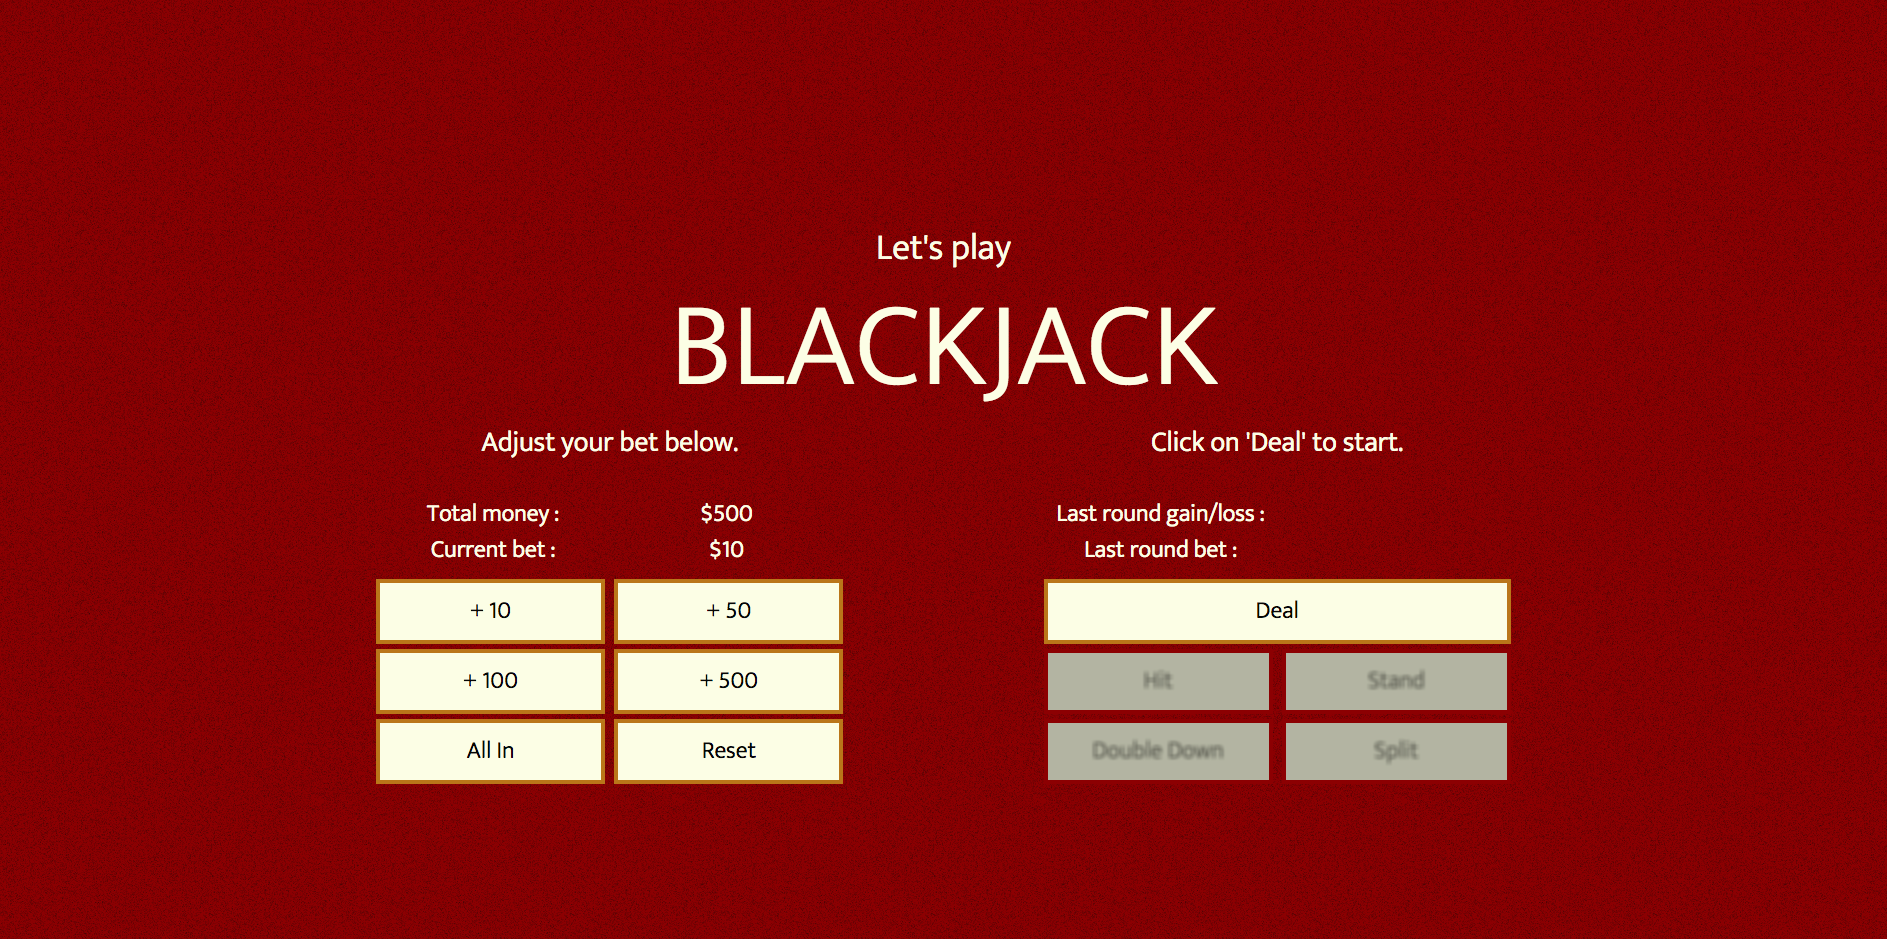 Let's play
BLACKJACK
Adjust your bet below.
Total money : $500
Current bet : $10
+ 10 + 50
+ 100 + 500
All In Reset
Click on 'Deal' to start.
Last round gain/loss :
Last round bet :
Deal
Hit Stand
Double Down Split